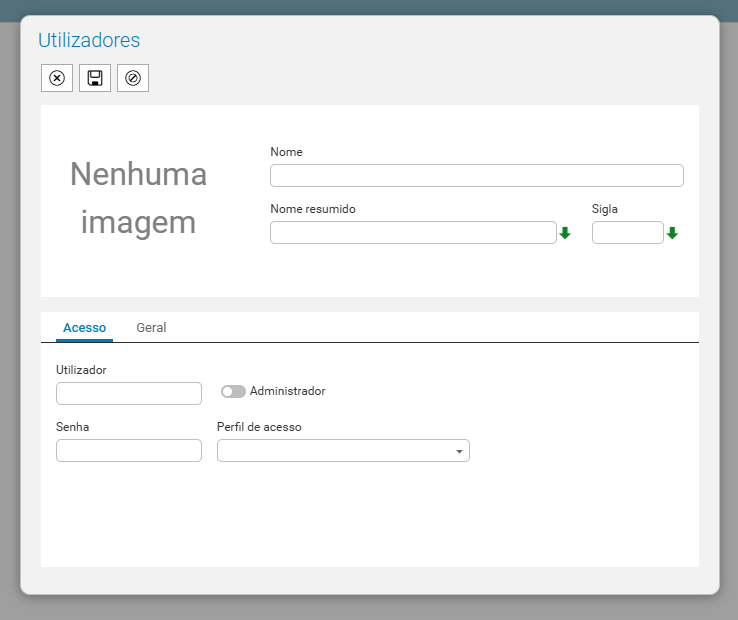 Utilizadores
Nenhuma
imagem
Nome
Nome resumido
Sigla
Acesso
Geral
Utilizador
Administrador
Senha
Perfil de acesso